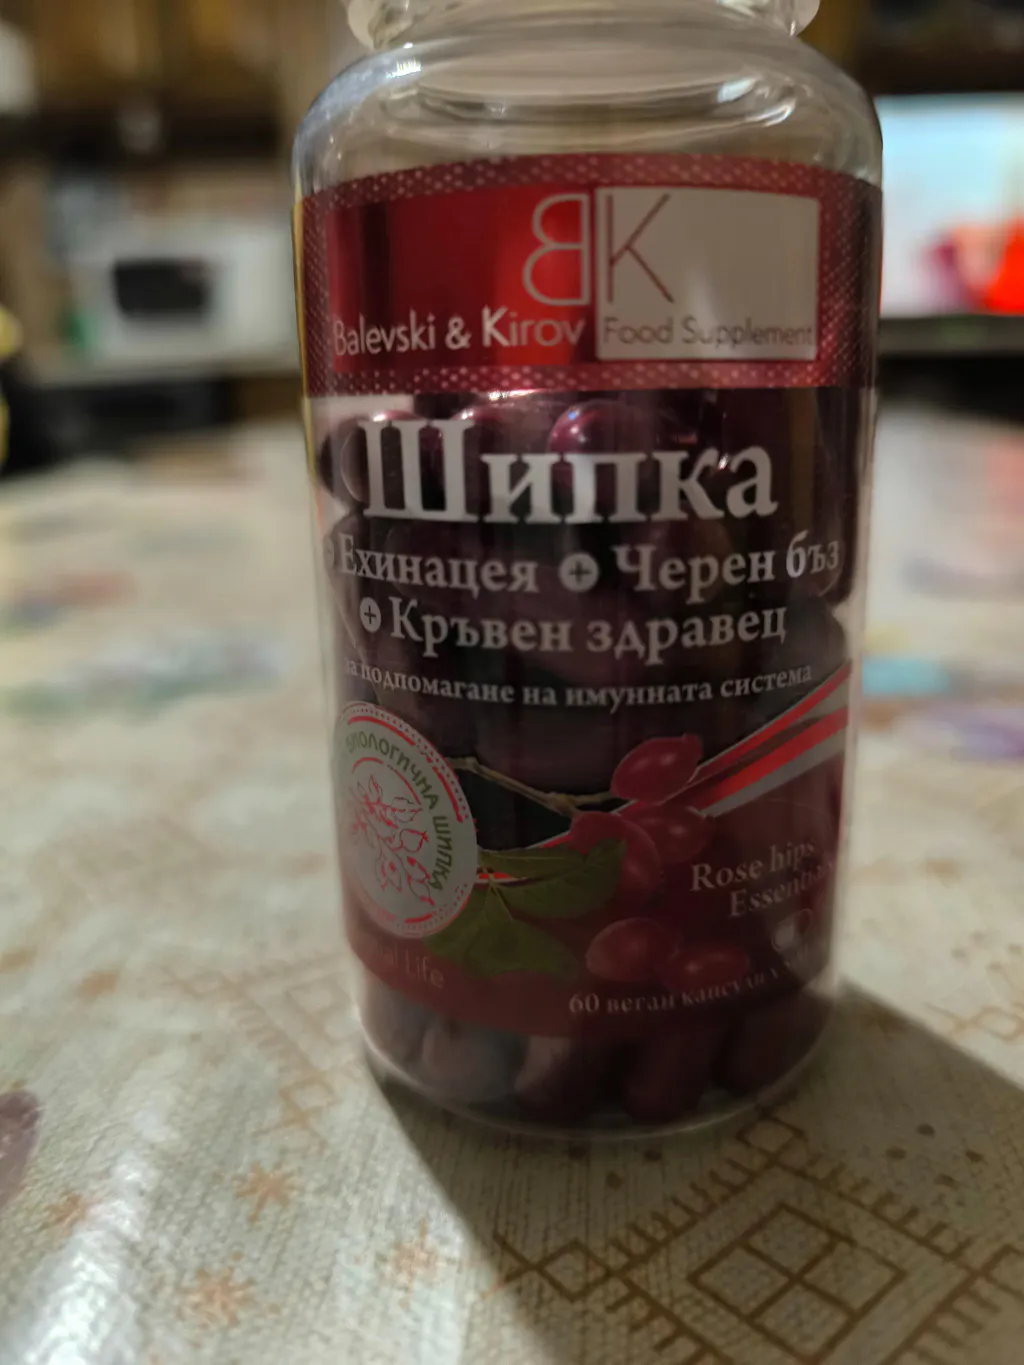 BK
Balevski & Kirov
Food Supplement
Шипка
Ехинацея + Черен бъз
+ Кръвен здравец
за подпомагане на имунната система
БИОЛОГИЧНА ШИПКА
Rose hips
Life
60 веган капсули х